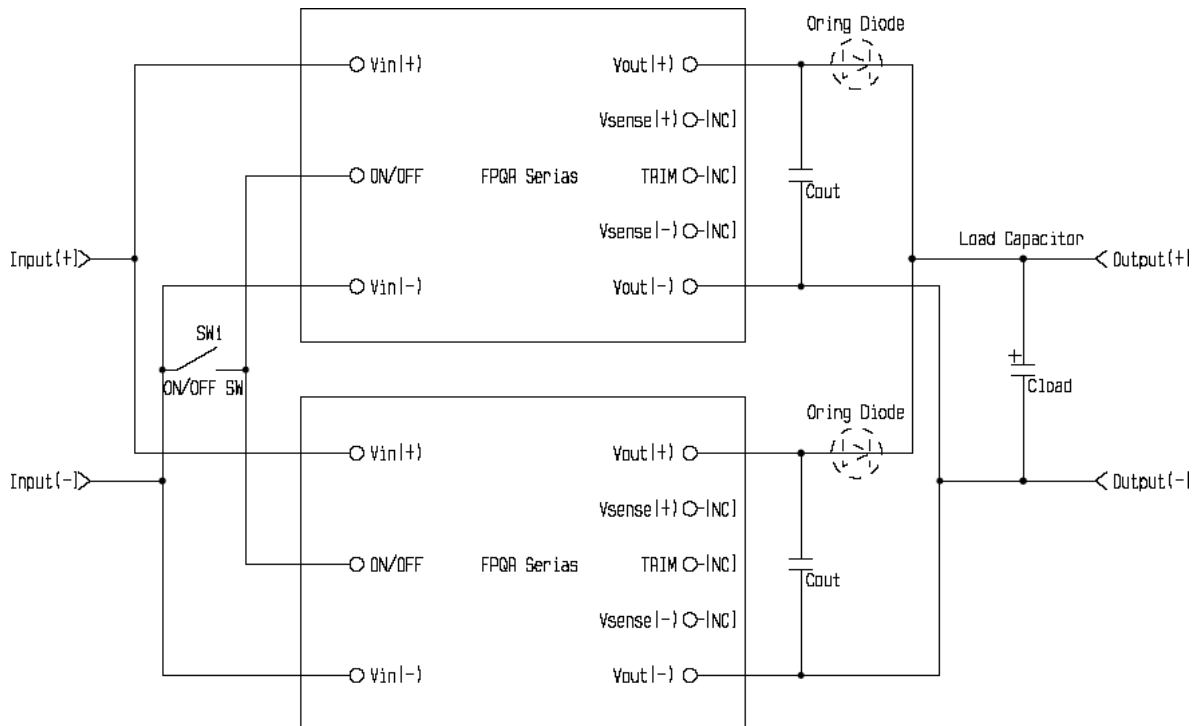 Oring Diode
Vin(+)
Vout(+)
Vsense(+)
(NC)
ON/OFF
FPQR Serias
TRIM
(NC)
Cout
Vsense(-)
(NC)
Input(+)
Load Capacitor
Output(+)
Vin(-)
Vout(-)
SW1
ON/OFF SW
+
Cload
Oring Diode
Vin(+)
Vout(+)
Input(-)
Output(-)
Vsense(+)
(NC)
ON/OFF
FPQR Serias
TRIM
(NC)
Cout
Vsense(-)
(NC)
Vin(-)
Vout(-)